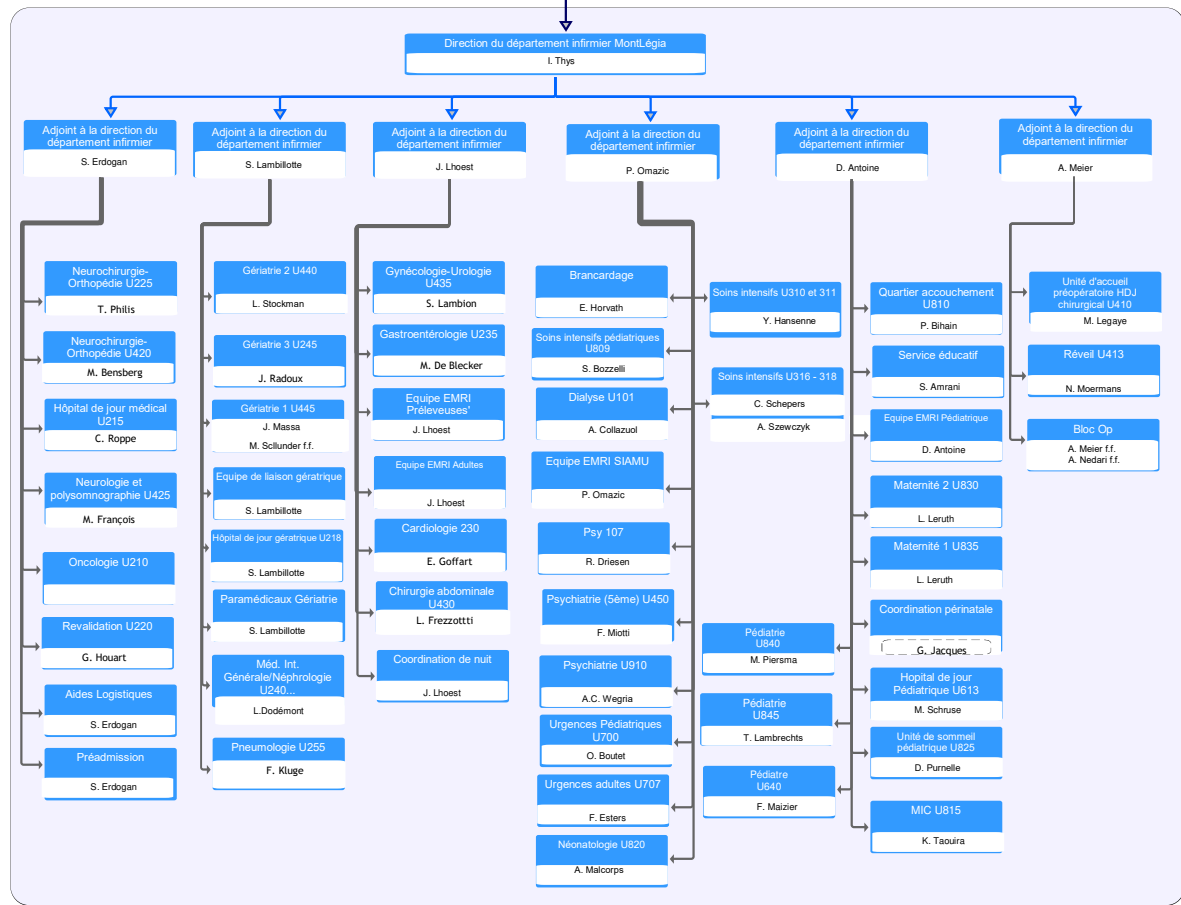 Direction du département infirmier MontLégia
I. Thys
Adjoint à la direction du
département infirmier
S. Erdogan
Adjoint à la direction du
département infirmier
S. Lambillotte
Adjoint à la direction du
département infirmier
J. Lhoest
Adjoint à la direction du
département infirmier
P. Omazic
Adjoint à la direction du
département infirmier
D. Antoine
Adjoint à la direction du
département infirmier
A. Meier
Neurochirurgie-
Orthopédie U225
T. Philis
Neurochirurgie-
Orthopédie U420
M. Bensberg
Hôpital de jour médical
U215
C. Roppe
Neurologie et
polysomnographie U425
M. François
Oncologie U210
Revalidation U220
G. Houart
Aides Logistiques
S. Erdogan
Préadmission
S. Erdogan
Gériatrie 2 U440
L. Stockman
Gériatrie 3 U245
J. Radoux
Gériatrie 1 U445
J. Massa
M. Scllunder f.f.
Equipe de liaison gératrique
S. Lambillotte
Hôpital de jour gératrique U218
S. Lambillotte
Paramédicaux Gériatrie
S. Lambillotte
Méd. Int.
Générale/Néphrologie
U240...
L.Dodémont
Pneumologie U255
F. Kluge
Gynécologie-Urologie
U435
S. Lambion
Gastroentérologie U235
M. De Blecker
Equipe EMRI
Préleveuses'
J. Lhoest
Equipe EMRI Adultes
J. Lhoest
Cardiologie 230
E. Goffart
Chirurgie abdominale
U430
L. Frezzottti
Coordination de nuit
J. Lhoest
Brancardage
E. Horvath
Soins intensifs pédiatriques
U809
S. Bozzelli
Dialyse U101
A. Collazuol
Equipe EMRI SIAMU
P. Omazic
Psy 107
R. Driesen
Psychiatrie (5ème) U450
F. Miotti
Psychiatrie U910
A.C. Wegria
Urgences Pédiatriques
U700
O. Boutet
Urgences adultes U707
F. Esters
Néonatologie U820
A. Malcorps
Soins intensifs U310 et 311
Y. Hansenne
Soins intensifs U316 - 318
C. Schepers
A. Szewczyk
Pédiatrie
U840
M. Piersma
Pédiatrie
U845
T. Lambrechts
Pédiatre
U640
F. Maizier
Quartier accouchement
U810
P. Bihain
Service éducatif
S. Amrani
Equipe EMRI Pédiatrique
D. Antoine
Maternité 2 U830
L. Leruth
Maternité 1 U835
L. Leruth
Coordination périnatale
G. Jacques
Hopital de jour
Pédiatrique U613
M. Schruse
Unité de sommeil
pédiatrique U825
D. Purnelle
MIC U815
K. Taouira
Unité d'accueil
préopératoire HDJ
chirurgical U410
M. Legaye
Réveil U413
N. Moermans
Bloc Op
A. Meier f.f.
A. Nedari f.f.